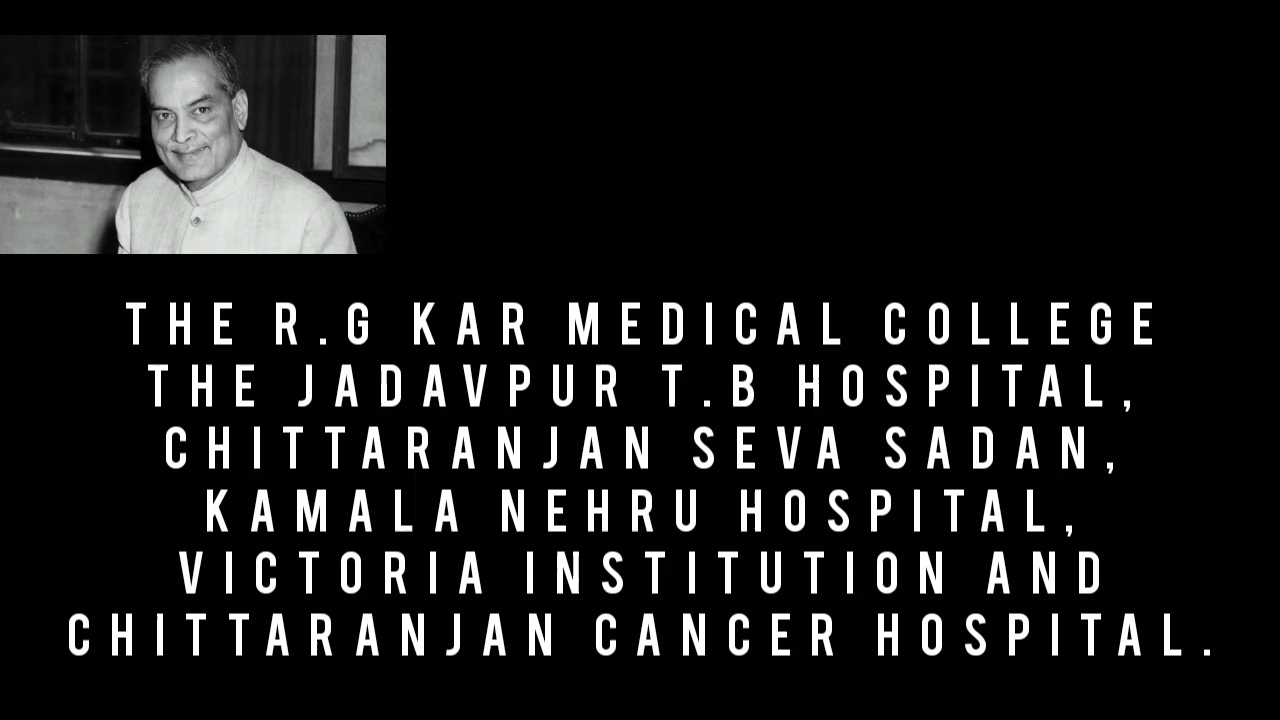 THE R.G KAR MEDICAL COLLEGE
THE JADAVPUR T.B HOSPITAL,
CHITTARANJAN SEVA SADAN,
KAMALA NEHRU HOSPITAL,
VICTORIA INSTITUTION AND
CHITTARANJAN CANCER HOSPITAL.